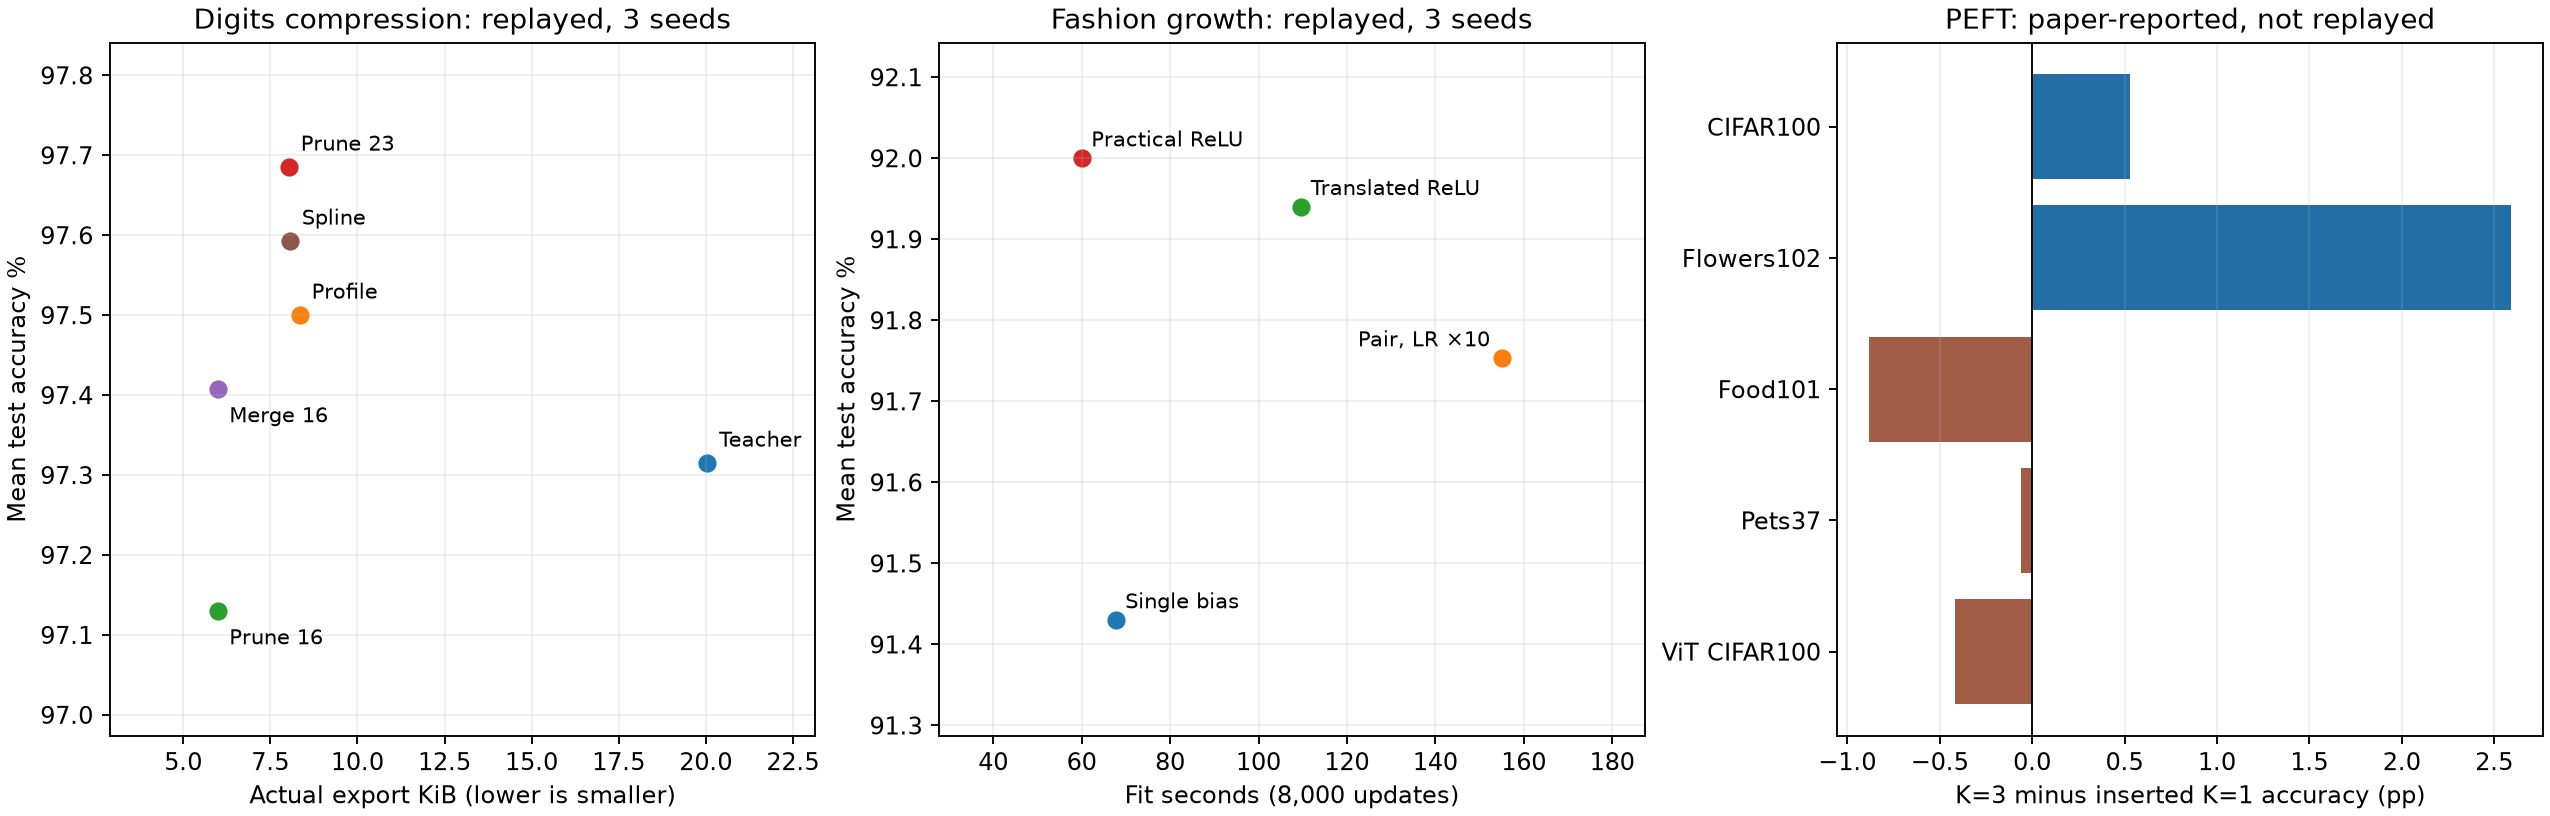 Digits compression: replayed, 3 seeds
Mean test accuracy %
97.8
97.7
97.6
97.5
97.4
97.3
97.2
97.1
97.0
Prune 23
Spline
Profile
Merge 16
Teacher
Prune 16
5.0 7.5 10.0 12.5 15.0 17.5 20.0 22.5
Actual export KiB (lower is smaller)
Fashion growth: replayed, 3 seeds
Mean test accuracy %
92.1
92.0
91.9
91.8
91.7
91.6
91.5
91.4
91.3
Practical ReLU
Translated ReLU
Pair, LR ×10
Single bias
40 60 80 100 120 140 160 180
Fit seconds (8,000 updates)
PEFT: paper-reported, not replayed
CIFAR100
Flowers102
Food101
Pets37
ViT CIFAR100
−1.0 −0.5 0.0 0.5 1.0 1.5 2.0 2.5
K=3 minus inserted K=1 accuracy (pp)